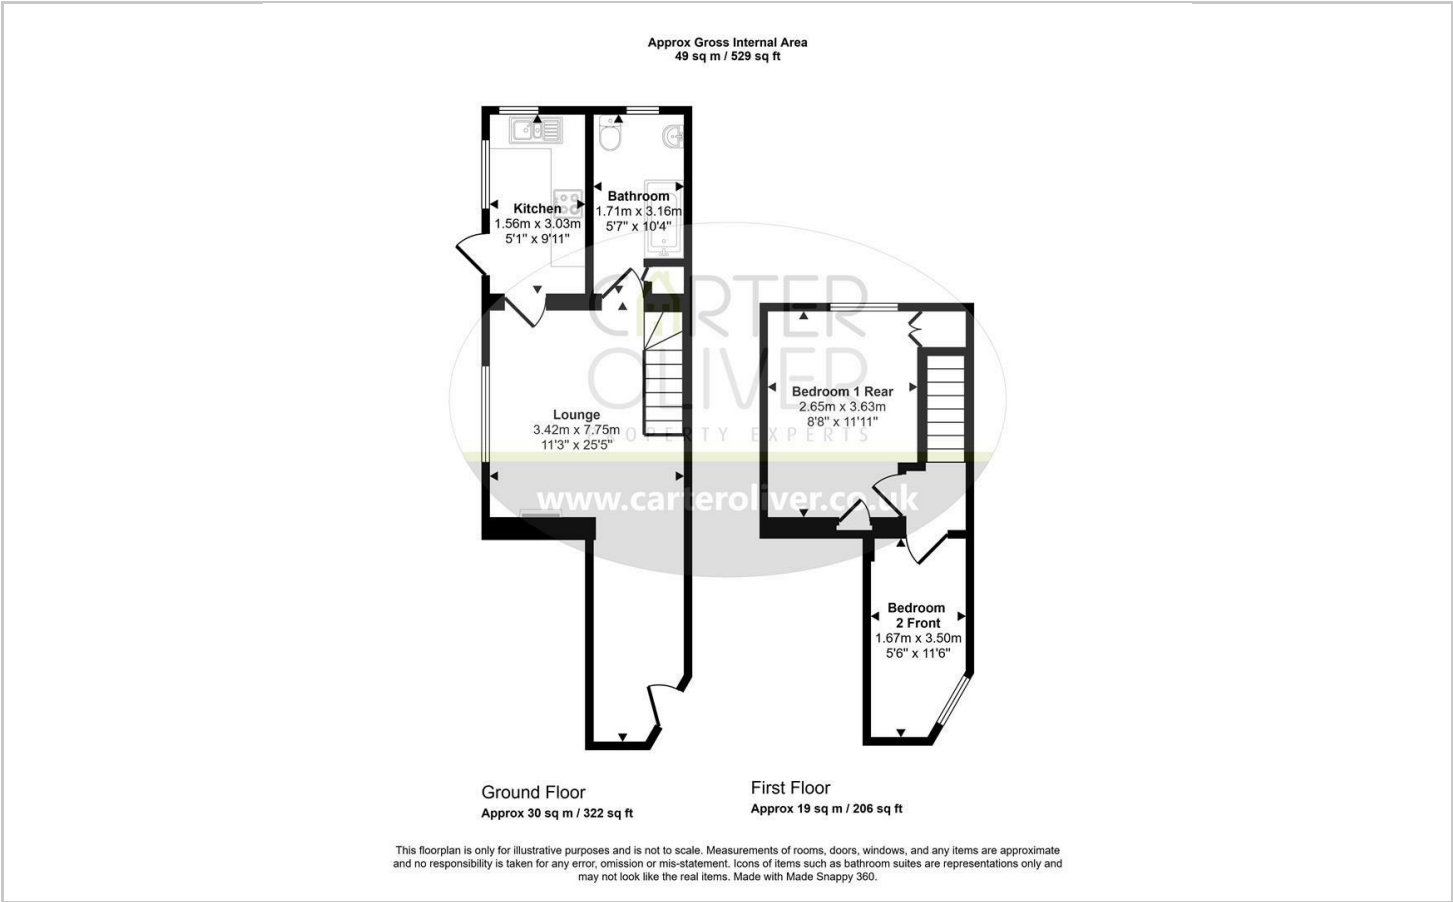 Approx Gross Internal Area
49 sq m / 529 sq ft
Kitchen
1.56m x 3.03m
5'1" x 9'11"
Bathroom
1.71m x 3.16m
5'7" x 10'4"
Lounge
3.42m x 7.75m
11'3" x 25'5"
Bedroom 1 Rear
2.65m x 3.63m
8'8" x 11'11"
Bedroom
2 Front
1.67m x 3.50m
5'6" x 11'6"
CARTER
OLIVER
PROPERTY EXPERTS
www.carteroliver.co.uk
Ground Floor
Approx 30 sq m / 322 sq ft
First Floor
Approx 19 sq m / 206 sq ft
This floorplan is only for illustrative purposes and is not to scale. Measurements of rooms, doors, windows, and any items are approximate
and no responsibility is taken for any error, omission or mis-statement. Icons of items such as bathroom suites are representations only and
may not look like the real items. Made with Made Snappy 360.